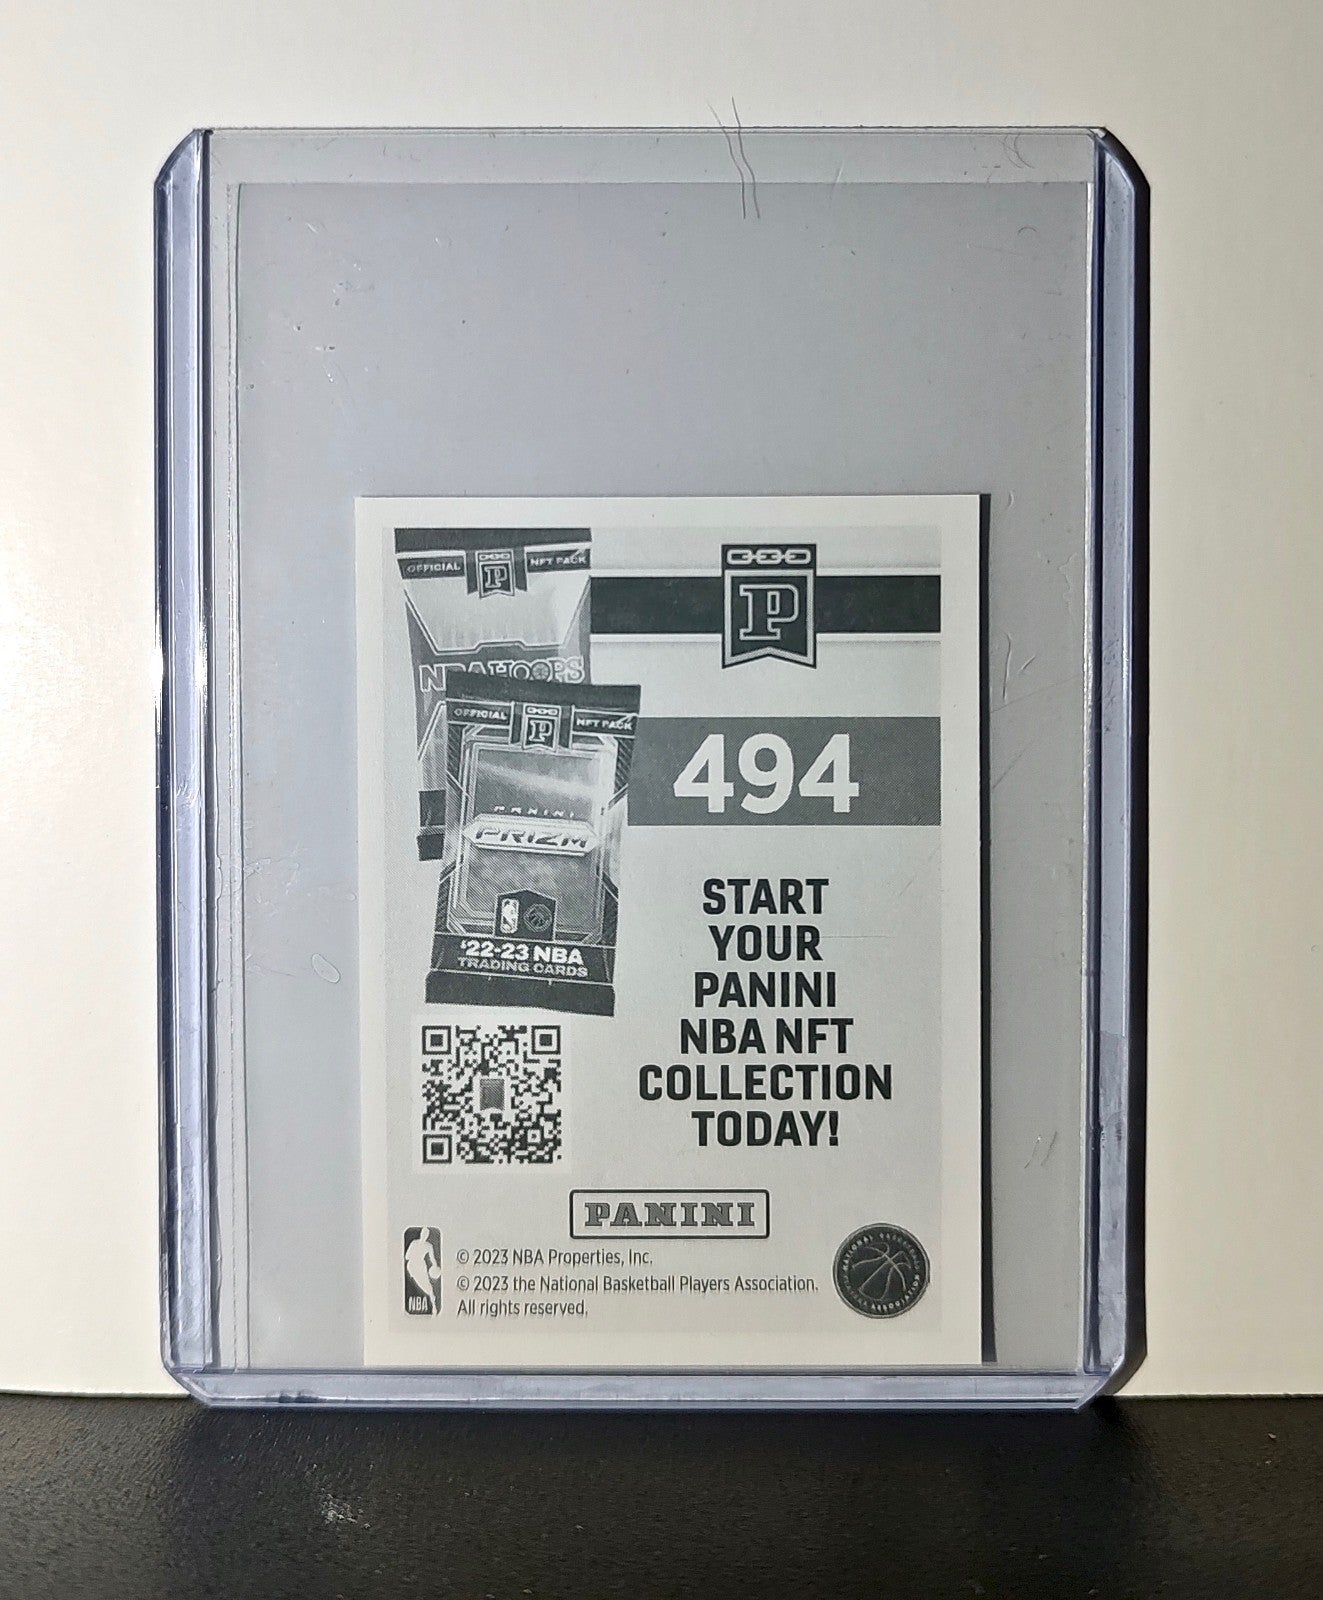 OFFICIAL
P
NFT PACK
NBA HOOPS
P
OFFICIAL
P
NFT PACK
PANINI
PRIZM
'22-23 NBA
TRADING CARDS
494
START
YOUR
PANINI
NBA NFT
COLLECTION
TODAY!
PANINI
NBA
© 2023 NBA Properties, Inc.
© 2023 the National Basketball Players Association.
All rights reserved.